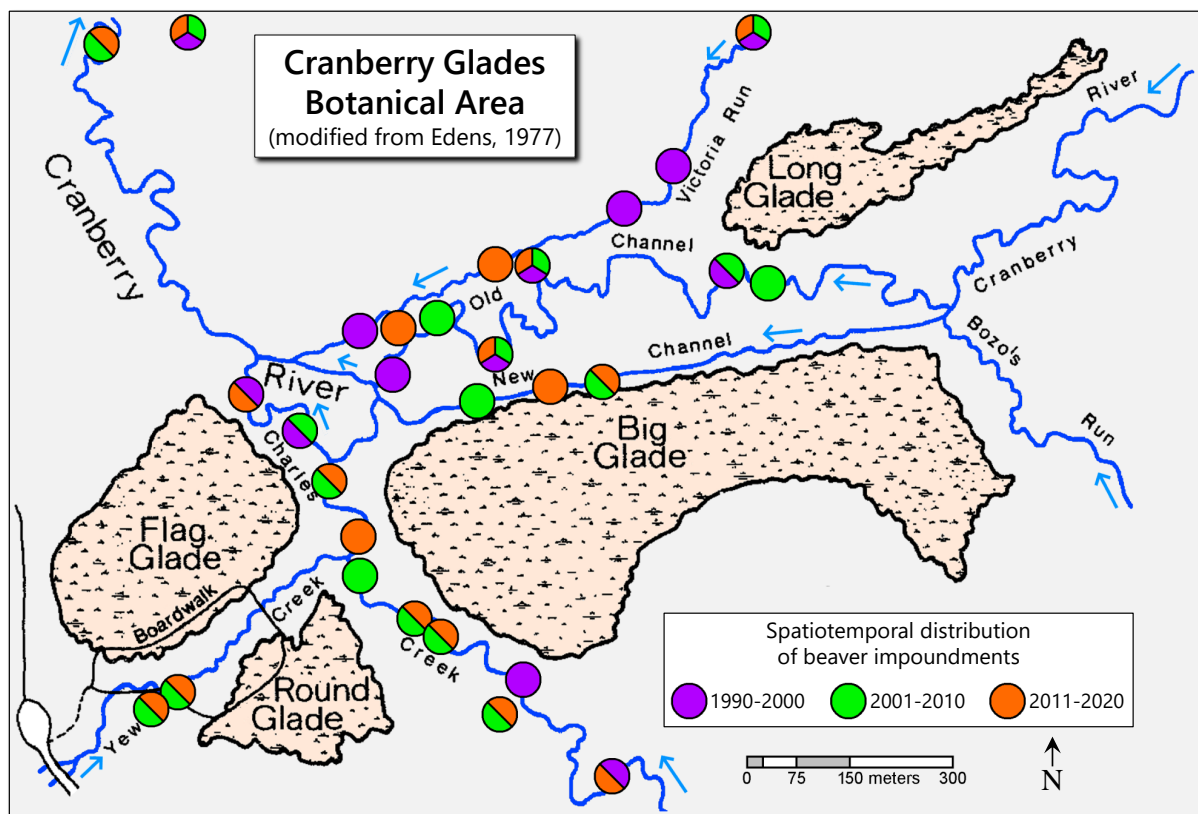 Cranberry Glades
Botanical Area
(modified from Edens, 1977)
Cranberry
River
Victoria Run
Long
Glade
River
Cranberry
Old
Channel
New
Channel
Bozo's
Run
Big
Glade
Charles
Creek
Flag
Glade
Boardwalk
Yew
Creek
Round
Glade
Spatiotemporal distribution
of beaver impoundments
1990-2000
2001-2010
2011-2020
0 75 150 meters 300
N